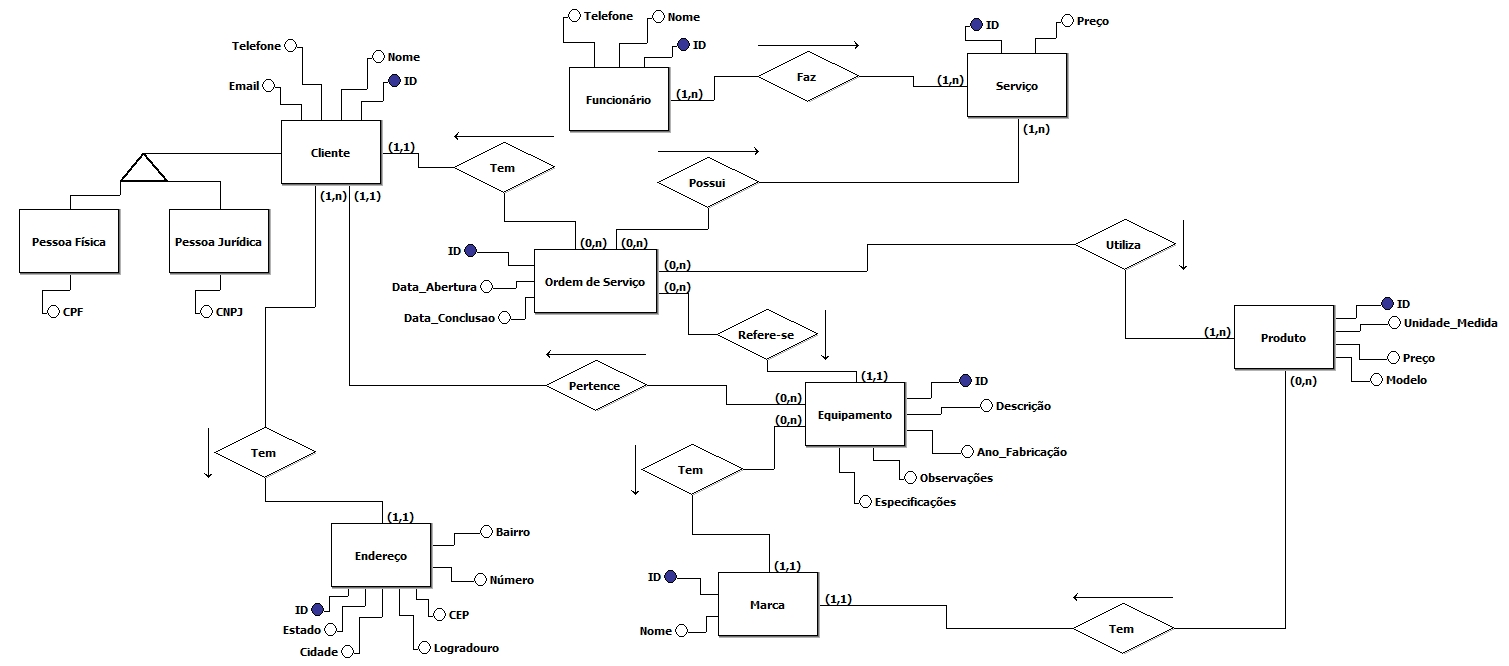 Telefone
Nome
ID
Preço
Telefone
Nome
ID
Faz
Email
ID
Funcionário
(1,n)
(1,n)
Serviço
(1,n)
Cliente
(1,1)
Tem
Possui
(1,n)
(1,1)
Pessoa Física
Pessoa Jurídica
CPF
CNPJ
ID
(0,n)
(0,n)
Data_Abertura
Ordem de Serviço
(0,n)
(0,n)
Data_Conclusao
Utiliza
Refere-se
(1,n)
Produto
ID
Unidade_Medida
Preço
Modelo
(0,n)
Pertence
(1,1)
(0,n)
(0,n)
Equipamento
ID
Descrição
Ano_Fabricação
Observações
Especificações
Tem
Tem
(1,1)
Endereço
Bairro
Número
ID
Estado
Cidade
CEP
Logradouro
(1,1)
ID
Marca
(1,1)
Nome
Tem